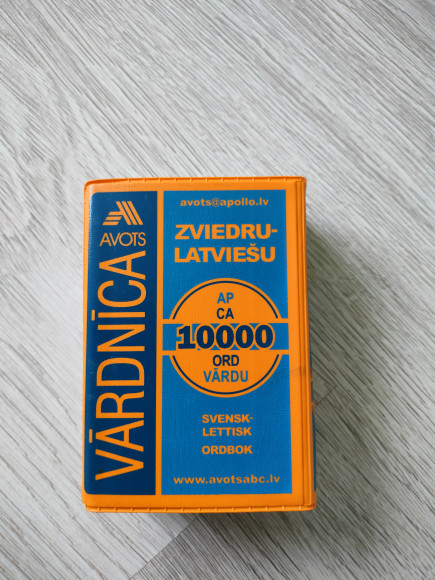 AVOTS
VĀRDNĪCA
avots@apollo.lv
ZVIEDRU-
LATVIEŠU
AP
CA
10000
ORD
VĀRDU
SVENSK-
LETTISK
ORDBOK
www.avotsabc.lv